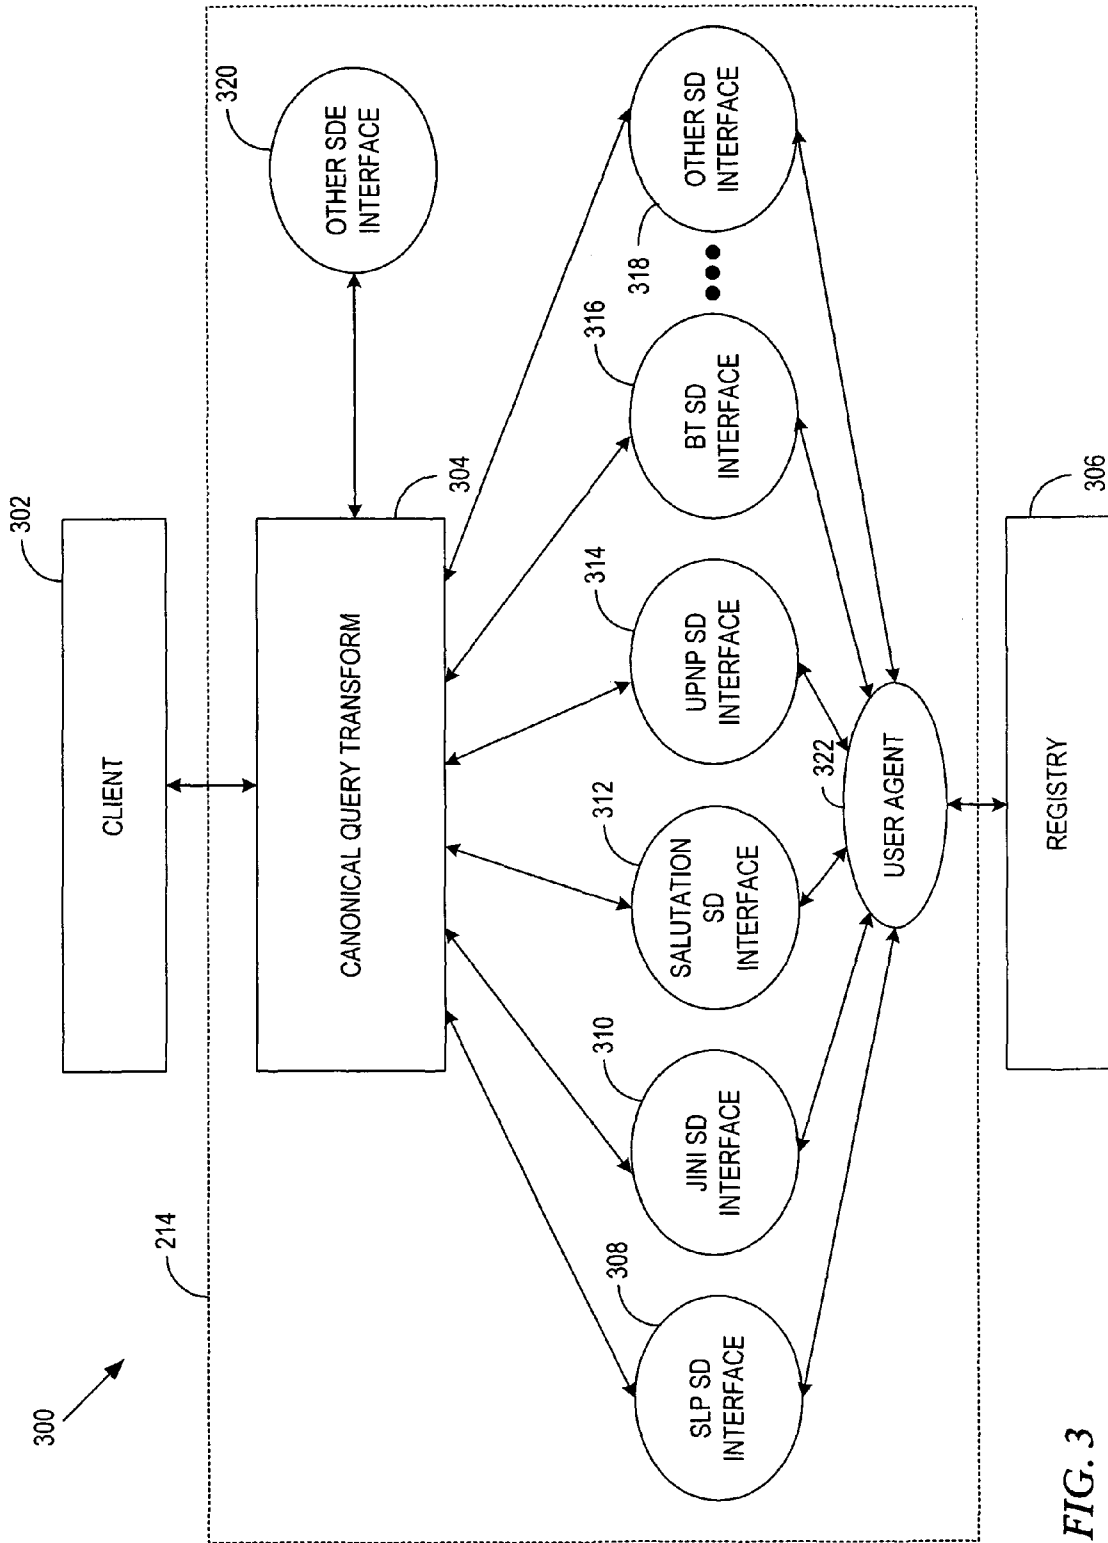 300
214
302
CLIENT
304
CANONICAL QUERY TRANSFORM
320
OTHER SDE
INTERFACE
308
SLP SD
INTERFACE
310
JINI SD
INTERFACE
312
SALUTATION
SD
INTERFACE
314
UPNP SD
INTERFACE
316
BT SD
INTERFACE
318
OTHER SD
INTERFACE
322
USER AGENT
306
REGISTRY
FIG. 3